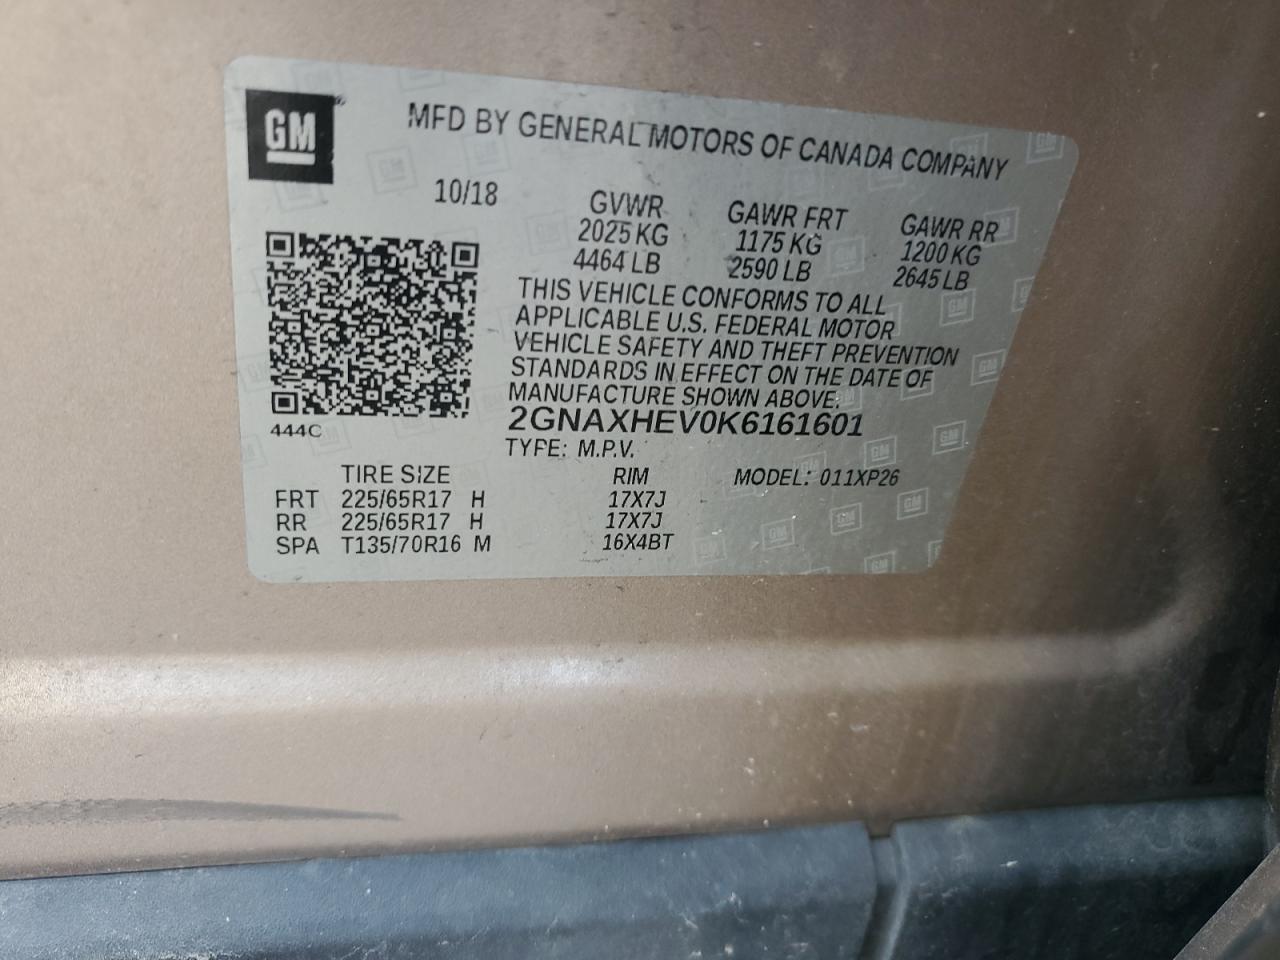 GM
MFD BY GENERAL MOTORS OF CANADA COMPANY
10/18
GVWR GAWR FRT GAWR RR
2025 KG 1175 KG 1200 KG
4464 LB 2590 LB 2645 LB
THIS VEHICLE CONFORMS TO ALL
APPLICABLE U.S. FEDERAL MOTOR
VEHICLE SAFETY AND THEFT PREVENTION
STANDARDS IN EFFECT ON THE DATE OF
MANUFACTURE SHOWN ABOVE.
2GNAXHEV0K6161601
444C
TYPE: M.P.V.
TIRE SIZE RIM MODEL: 011XP26
FRT 225/65R17 H 17X7J
RR 225/65R17 H 17X7J
SPA T135/70R16 M 16X4BT